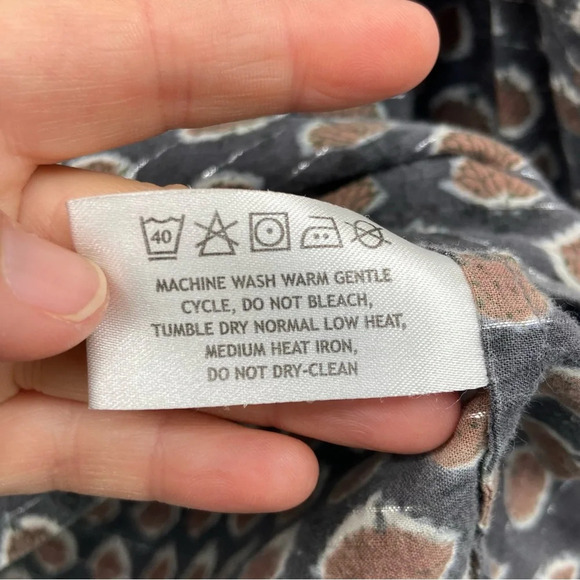 40
MACHINE WASH WARM GENTLE
CYCLE, DO NOT BLEACH,
TUMBLE DRY NORMAL LOW HEAT,
MEDIUM HEAT IRON,
DO NOT DRY-CLEAN